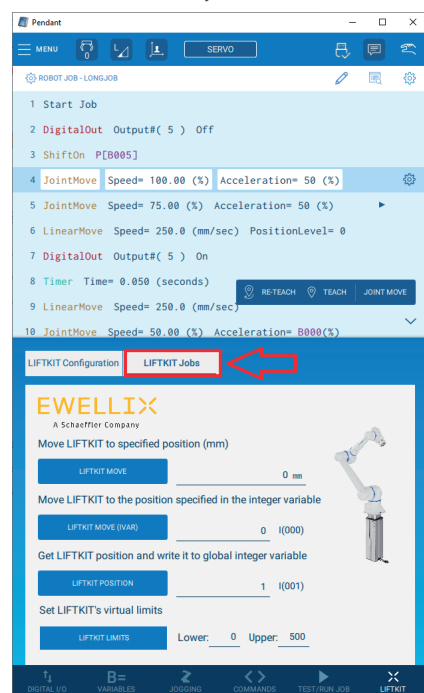 Pendant
MENU 0 SERVO
ROBOT JOB - LONGJOB
1 Start Job
2 DigitalOut Output#( 5 ) Off
3 ShiftOn P[B005]
4 JointMove Speed= 100.00 (%) Acceleration= 50 (%)
5 JointMove Speed= 75.00 (%) Acceleration= 50 (%)
6 LinearMove Speed= 250.0 (mm/sec) PositionLevel= 0
7 DigitalOut Output#( 5 ) On
8 Timer Time= 0.050 (seconds)
RE-TEACH TEACH JOINT MOVE
9 LinearMove Speed= 250.0 (mm/sec)
10 JointMove Speed= 50.00 (%) Acceleration= B000(%)
LIFTKIT Configuration LIFTKIT Jobs
EWELLIX
A Schaeffler Company
Move LIFTKIT to specified position (mm)
LIFTKIT MOVE 0 mm
Move LIFTKIT to the position specified in the integer variable
LIFTKIT MOVE (IVAR) 0 I(000)
Get LIFTKIT position and write it to global integer variable
LIFTKIT POSITION 1 I(001)
Set LIFTKIT's virtual limits
LIFTKIT LIMITS Lower: 0 Upper: 500
DIGITAL I/O VARIABLES JOGGING COMMANDS TEST/RUN JOB LIFTKIT